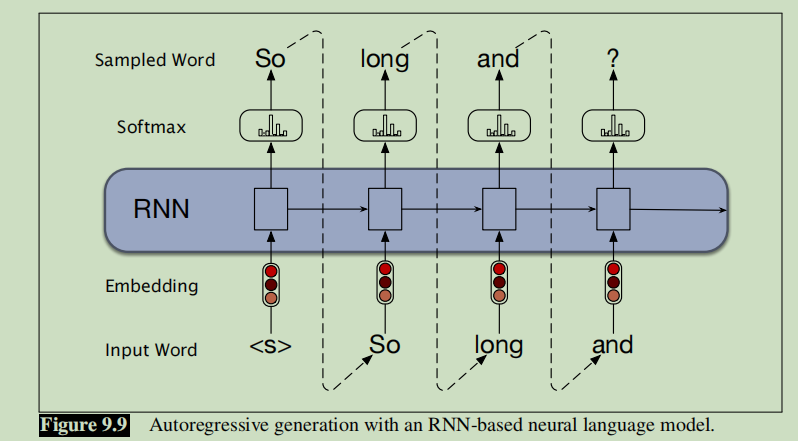 Sampled Word So long and ?
Softmax
RNN
Embedding
Input Word <s> So long and
Figure 9.9 Autoregressive generation with an RNN-based neural language model.